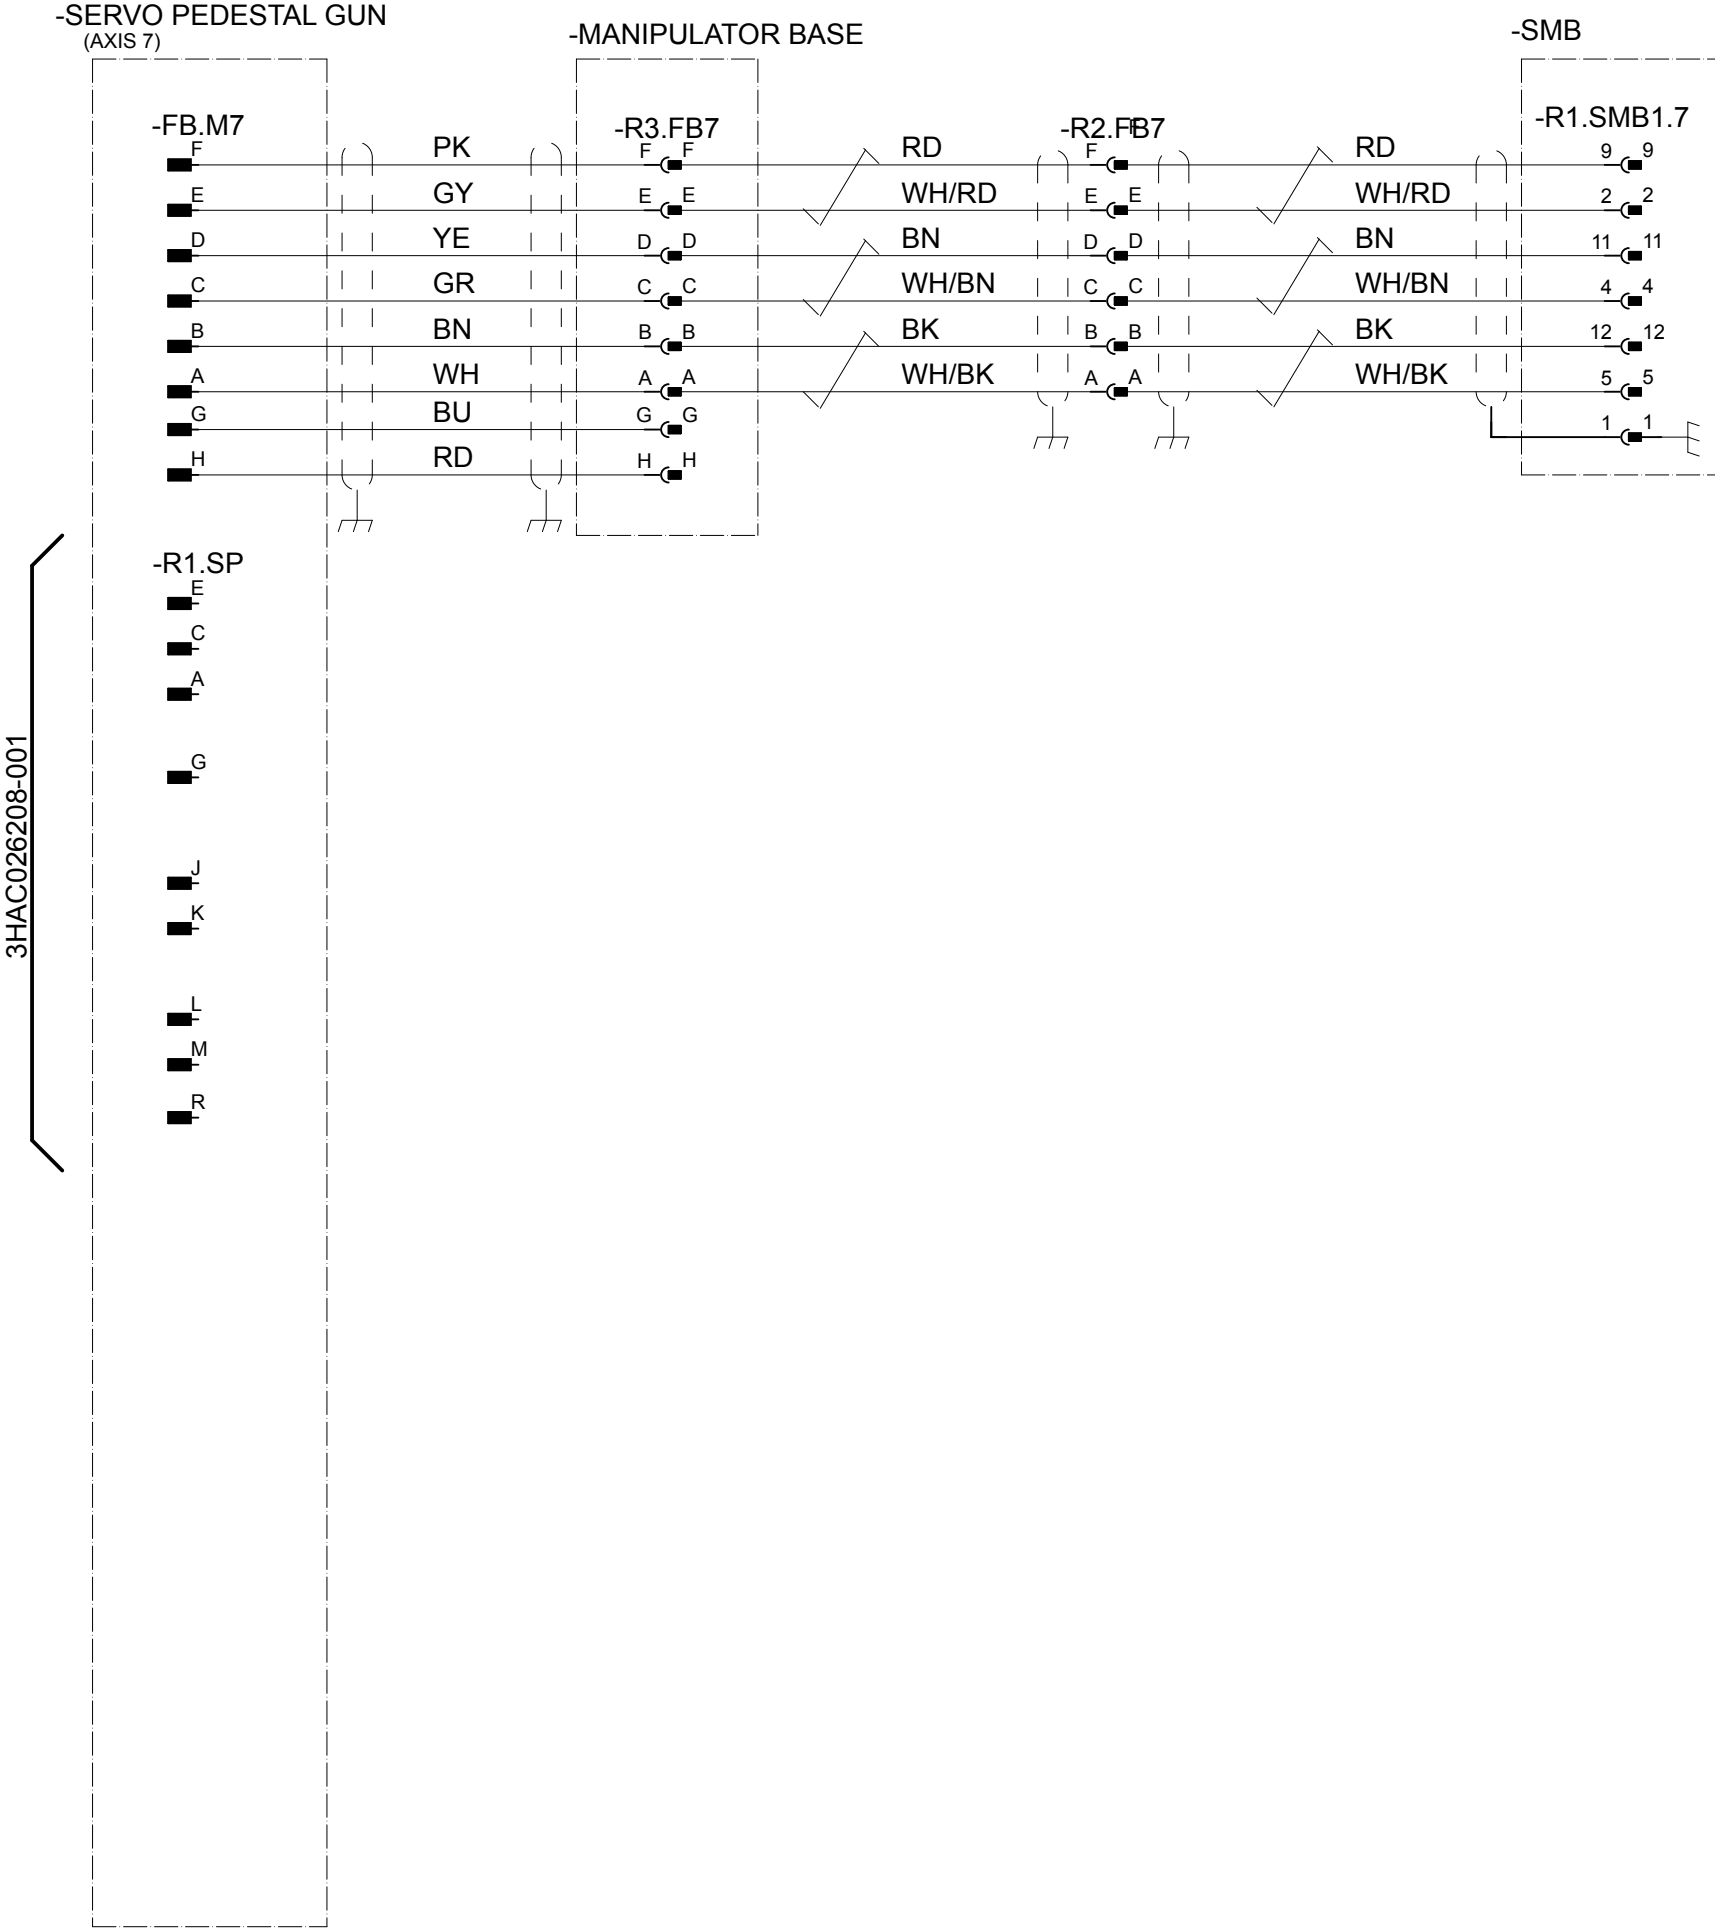 -SERVO PEDESTAL GUN
(AXIS 7)
-MANIPULATOR BASE
-SMB
-FB.M7
-R3.FB7
-R2.FB7
-R1.SMB1.7
F PK F F RD F F RD 9 9
E GY E E WH/RD E E WH/RD 2 2
D YE D D BN D D BN 11 11
C GR C C WH/BN C C WH/BN 4 4
B BN B B BK B B BK 12 12
A WH A A WH/BK A A WH/BK 5 5
G BU G G 1 1
H RD H H
-R1.SP
E
C
A
G
J
K
L
M
R
3HAC026208-001